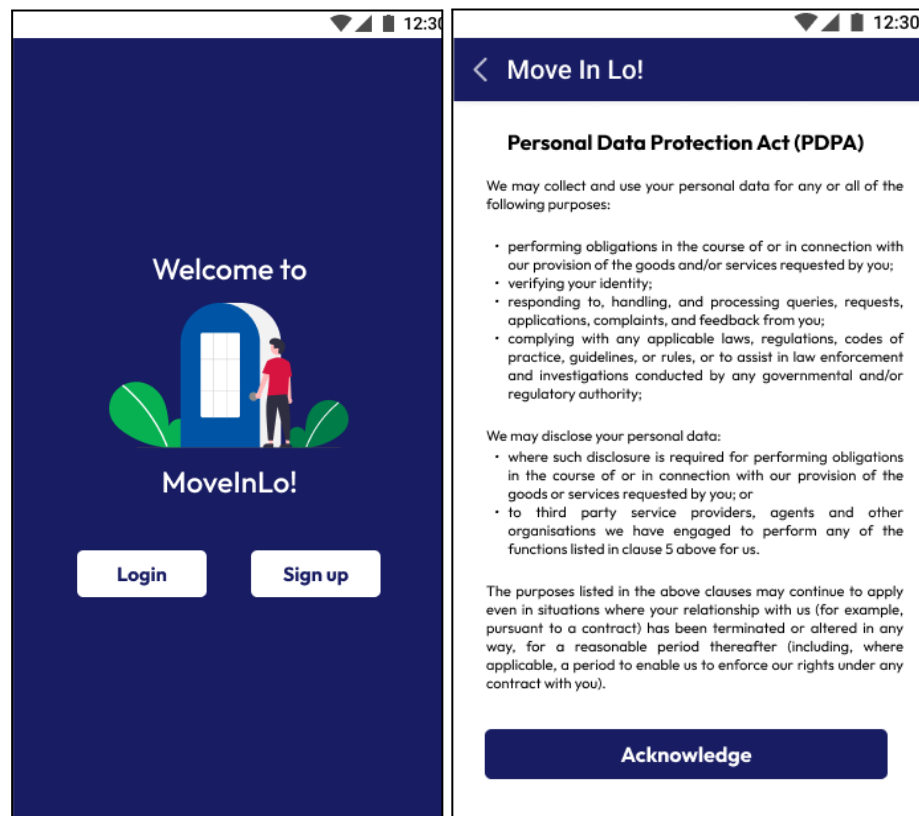 12:30
Welcome to
MoveInLo!
Login
Sign up
12:30
Move In Lo!
Personal Data Protection Act (PDPA)
We may collect and use your personal data for any or all of the
following purposes:
• performing obligations in the course of or in connection with
our provision of the goods and/or services requested by you;
• verifying your identity;
• responding to, handling, and processing queries, requests,
applications, complaints, and feedback from you;
• complying with any applicable laws, regulations, codes of
practice, guidelines, or rules, or to assist in law enforcement
and investigations conducted by any governmental and/or
regulatory authority;
We may disclose your personal data:
• where such disclosure is required for performing obligations
in the course of or in connection with our provision of the
goods or services requested by you; or
• to third party service providers, agents and other
organisations we have engaged to perform any of the
functions listed in clause 5 above for us.
The purposes listed in the above clauses may continue to apply
even in situations where your relationship with us (for example,
pursuant to a contract) has been terminated or altered in any
way, for a reasonable period thereafter (including, where
applicable, a period to enable us to enforce our rights under any
contract with you).
Acknowledge